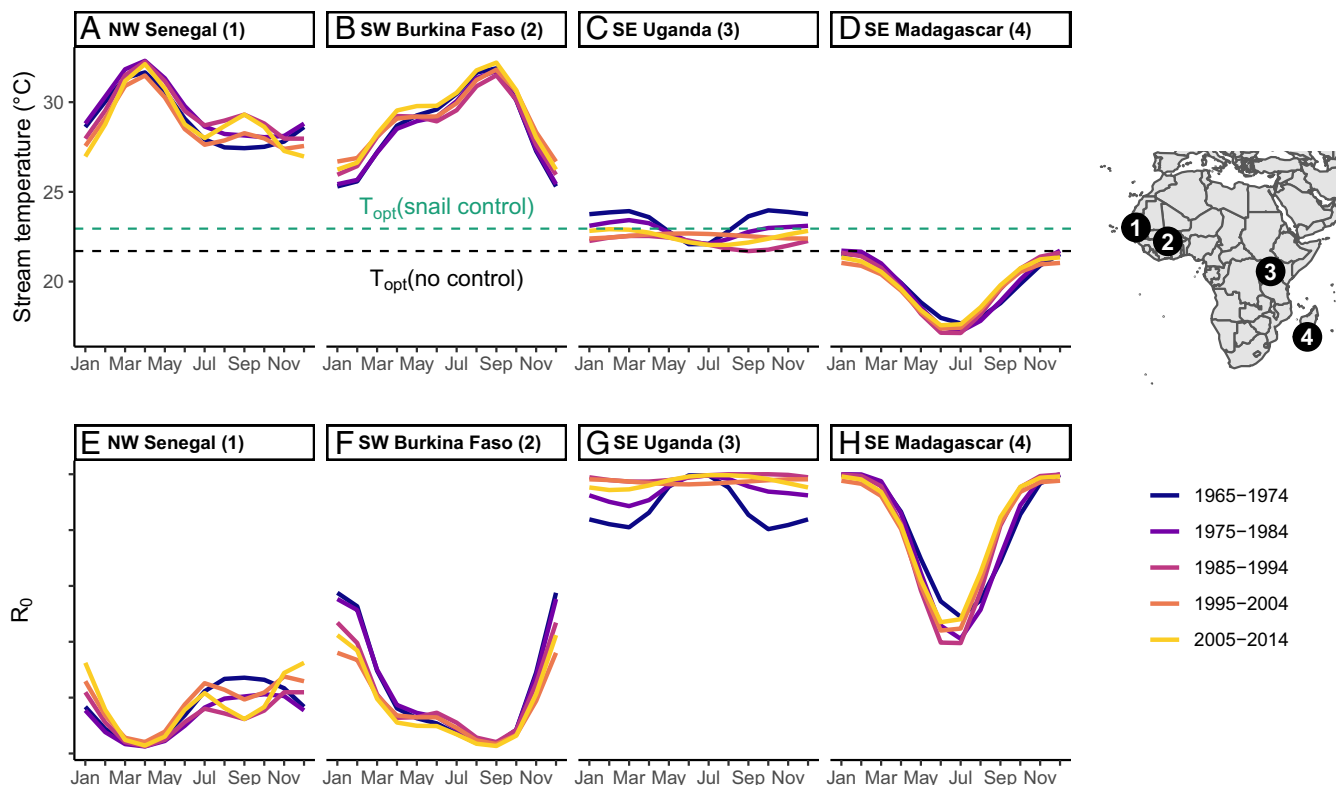 A NW Senegal (1)
B SW Burkina Faso (2)
C SE Uganda (3)
D SE Madagascar (4)
Stream temperature (°C)
30
25
20
Topt(snail control)
Topt(no control)
Jan Mar May Jul Sep Nov
Jan Mar May Jul Sep Nov
Jan Mar May Jul Sep Nov
Jan Mar May Jul Sep Nov
1
2
3
4
E NW Senegal (1)
F SW Burkina Faso (2)
G SE Uganda (3)
H SE Madagascar (4)
R0
Jan Mar May Jul Sep Nov
Jan Mar May Jul Sep Nov
Jan Mar May Jul Sep Nov
Jan Mar May Jul Sep Nov
1965−1974
1975−1984
1985−1994
1995−2004
2005−2014